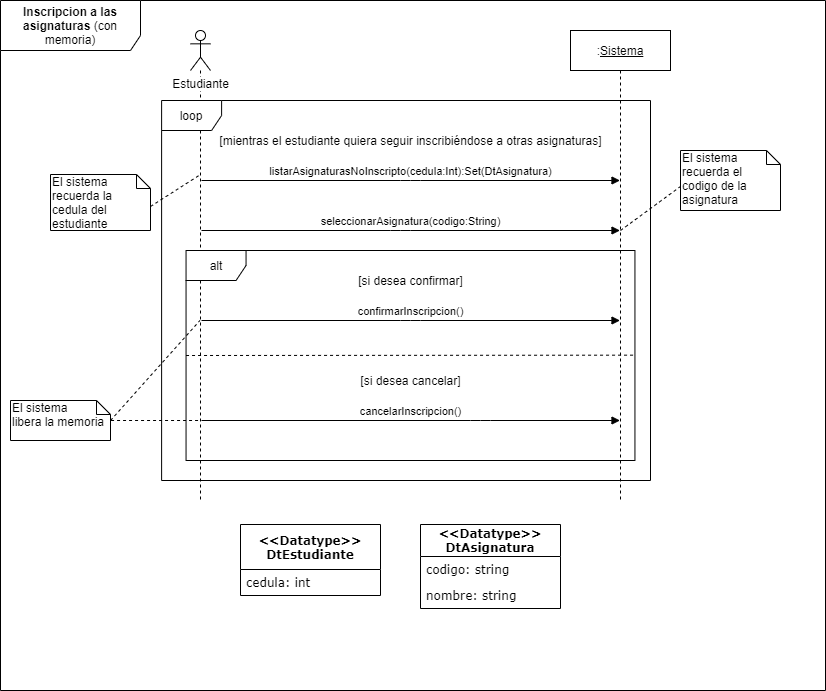 Inscripcion a las
asignaturas (con
memoria)
Estudiante
:Sistema
loop
[mientras el estudiante quiera seguir inscribiéndose a otras asignaturas]
listarAsignaturasNoInscripto(cedula:Int):Set(DtAsignatura)
El sistema
recuerda el
codigo de la
asignatura
El sistema
recuerda la
cedula del
estudiante
seleccionarAsignatura(codigo:String)
alt
[si desea confirmar]
confirmarInscripcion()
[si desea cancelar]
cancelarInscripcion()
El sistema
libera la memoria
<<Datatype>>
DtEstudiante
cedula: int
<<Datatype>>
DtAsignatura
codigo: string
nombre: string